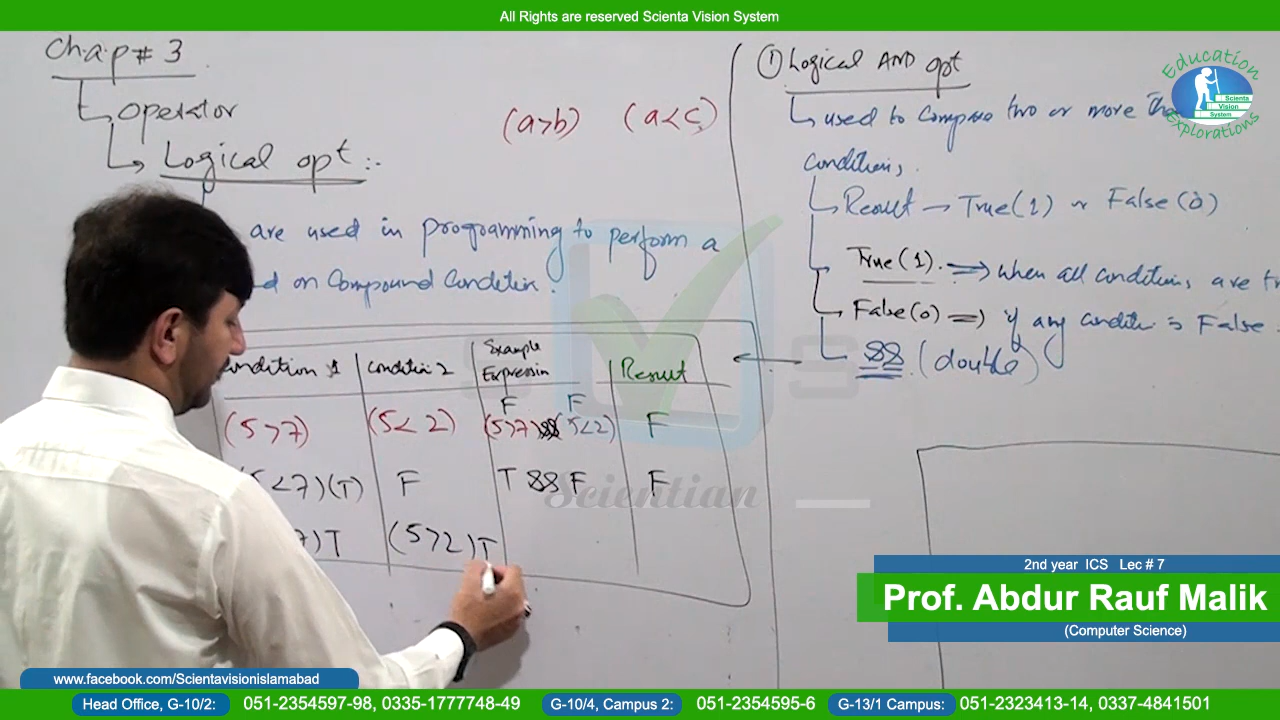 All Rights are reserved Scienta Vision System
Chap # 3
operator
Logical opt :-
are used in programming to perform a
on Compound Condition.
(a>b) (a<c)
Condition 1 Condition 2 Example Expression Result
F F
(5>7) (5<2) (5>7)&&(5<2) F
<7)(T) F T && F F
7)T (5>2)T
① Logical AND opt
used to Compare two or more than
conditions,
Result → True(1) or False(0)
True(1). ⇒ when all conditions are
False(0) ⇒ if any condition is False
&& (double)
Education
Scienta
Vision
System
Explorations
S S
Scientian
2nd year ICS Lec # 7
Prof. Abdur Rauf Malik
(Computer Science)
www.facebook.com/Scientavisionislamabad
Head Office, G-10/2: 051-2354597-98, 0335-1777748-49 G-10/4, Campus 2: 051-2354595-6 G-13/1 Campus: 051-2323413-14, 0337-4841501